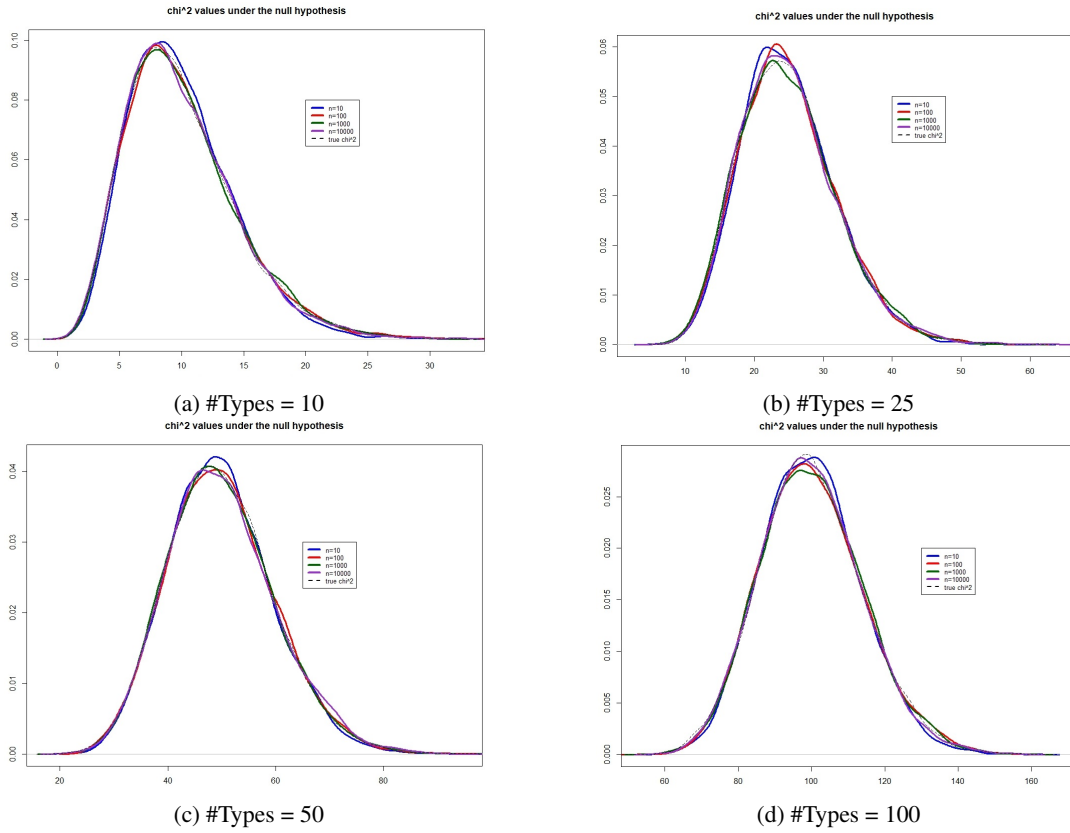 chi^2 values under the null hypothesis
0.00 0.02 0.04 0.06 0.08 0.10
n=10
n=100
n=1000
n=10000
true chi^2
0 5 10 15 20 25 30
(a) #Types = 10
chi^2 values under the null hypothesis
0.00 0.01 0.02 0.03 0.04 0.05 0.06
n=10
n=100
n=1000
n=10000
true chi^2
10 20 30 40 50 60
(b) #Types = 25
chi^2 values under the null hypothesis
0.00 0.01 0.02 0.03 0.04
n=10
n=100
n=1000
n=10000
true chi^2
20 40 60 80
(c) #Types = 50
chi^2 values under the null hypothesis
0.000 0.005 0.010 0.015 0.020 0.025
n=10
n=100
n=1000
n=10000
true chi^2
60 80 100 120 140 160
(d) #Types = 100